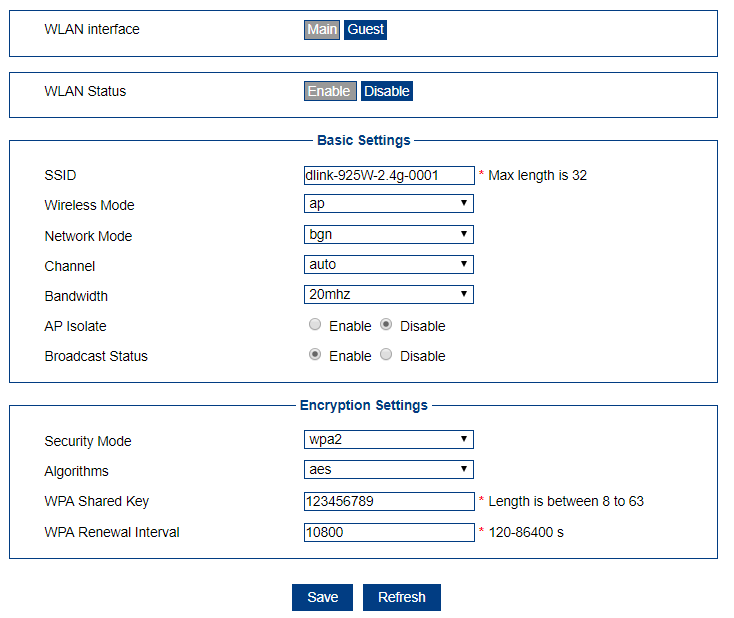 WLAN interface Main Guest
WLAN Status Enable Disable
Basic Settings
SSID dlink-925W-2.4g-0001 * Max length is 32
Wireless Mode ap
Network Mode bgn
Channel auto
Bandwidth 20mhz
AP Isolate Enable Disable
Broadcast Status Enable Disable
Encryption Settings
Security Mode wpa2
Algorithms aes
WPA Shared Key 123456789 * Length is between 8 to 63
WPA Renewal Interval 10800 * 120-86400 s
Save Refresh